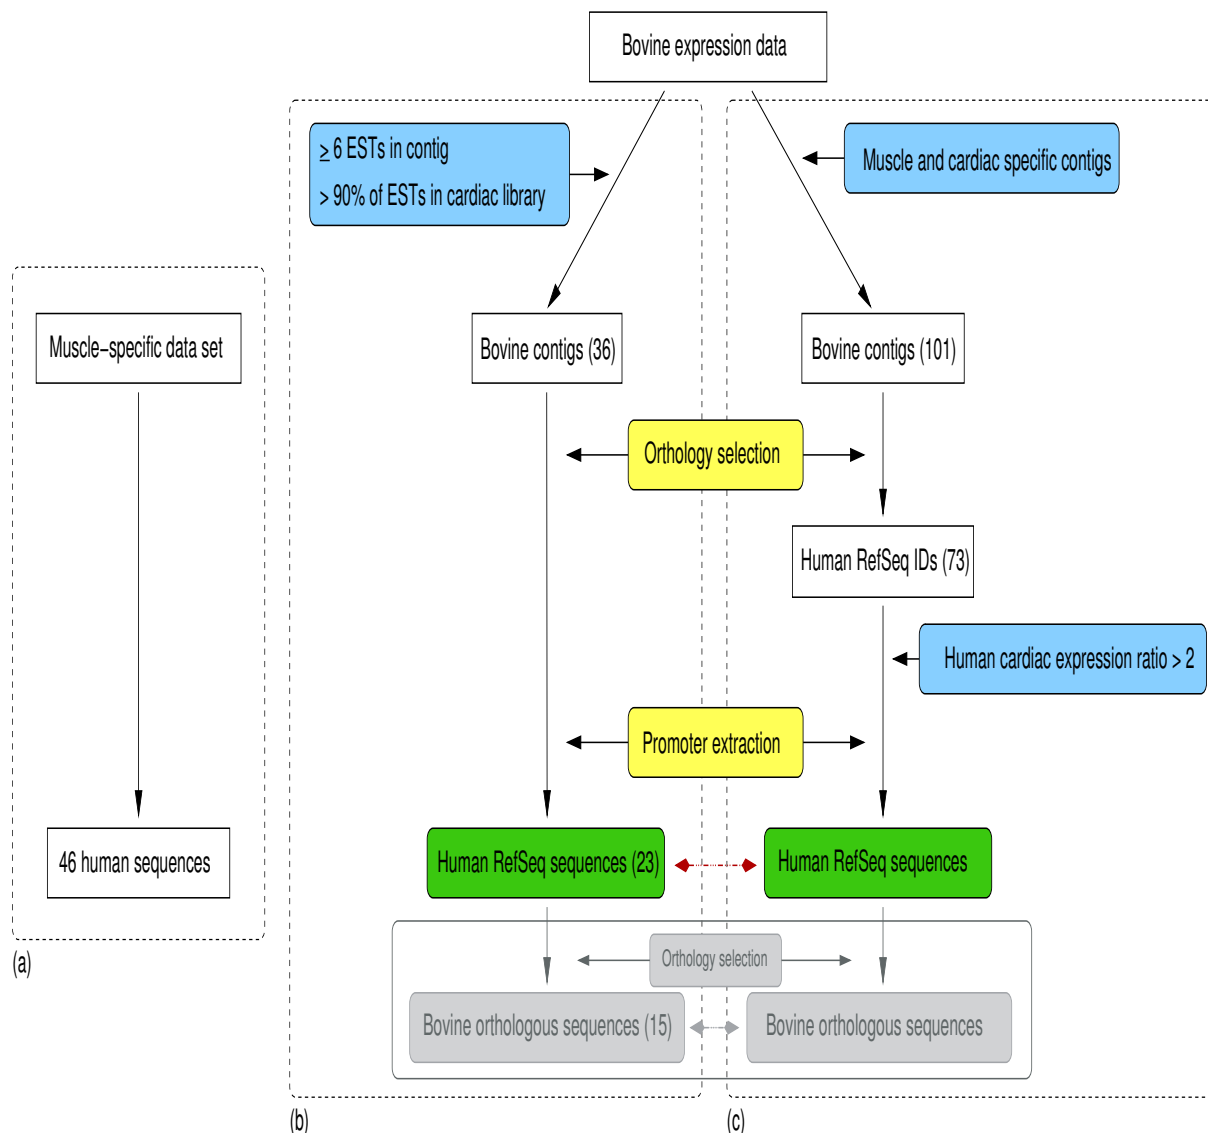 Bovine expression data
≥ 6 ESTs in contig
> 90% of ESTs in cardiac library
Muscle and cardiac specific contigs
Muscle−specific data set
Bovine contigs (36)
Bovine contigs (101)
Orthology selection
Human RefSeq IDs (73)
Human cardiac expression ratio > 2
Promoter extraction
46 human sequences
Human RefSeq sequences (23)
Human RefSeq sequences
Orthology selection
Bovine orthologous sequences (15)
Bovine orthologous sequences
(a)
(b)
(c)